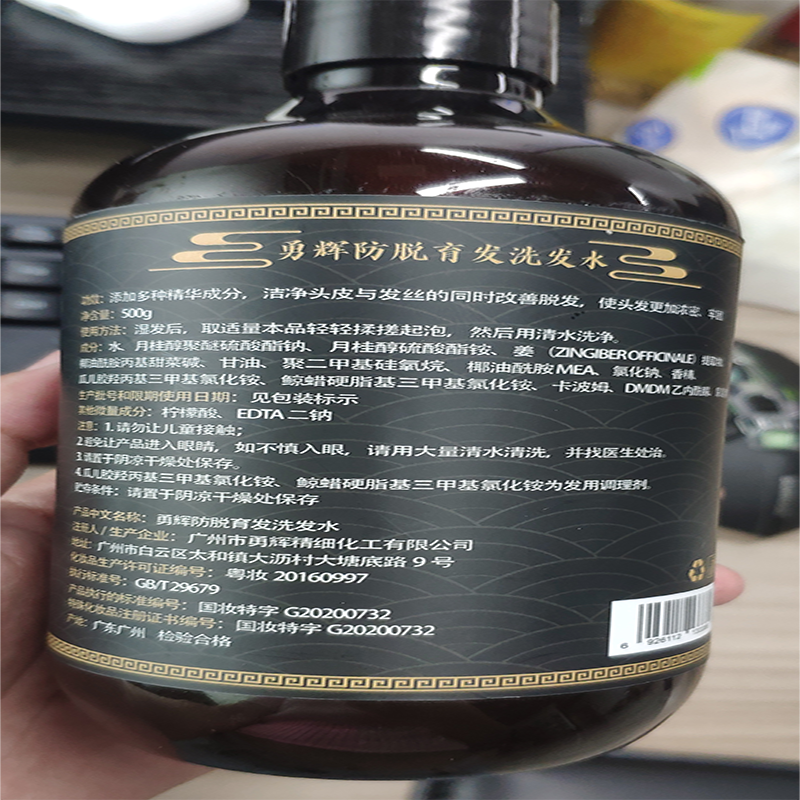 勇辉防脱育发洗发水
功效：添加多种精华成分，洁净头皮与发丝的同时改善脱发，使头发更加浓密、牢固
净含量：500g
使用方法：湿发后，取适量本品轻轻揉搓起泡，然后用清水洗净。
成分：水、月桂醇聚醚硫酸酯钠、月桂醇硫酸酯铵、姜（ZINGIBER OFFICINALE）提取物、
椰油酰胺丙基甜菜碱、甘油、聚二甲基硅氧烷、椰油酰胺MEA、氯化钠、香精、
瓜儿胶羟丙基三甲基氯化铵、鲸蜡硬脂基三甲基氯化铵、卡波姆、DMDM乙内酰脲、
生产批号和限期使用日期：见包装标示
其他微量成分：柠檬酸、EDTA二钠
注意：1.请勿让儿童接触；
2.避免让产品进入眼睛，如不慎入眼，请用大量清水清洗，并找医生处治。
3.请置于阴凉干燥处保存。
4.瓜儿胶羟丙基三甲基氯化铵、鲸蜡硬脂基三甲基氯化铵为发用调理剂。
贮存条件：请置于阴凉干燥处保存
产品中文名称：勇辉防脱育发洗发水
注册人/生产企业：广州市勇辉精细化工有限公司
地址：广州市白云区太和镇大沥村大塘底路9号
化妆品生产许可证编号：粤妆20160997
执行标准号：GB/T29679
产品执行的标准编号：国妆特字G20200732
特殊化妆品注册证书编号：国妆特字G20200732
产地：广东广州 检验合格
6 926112